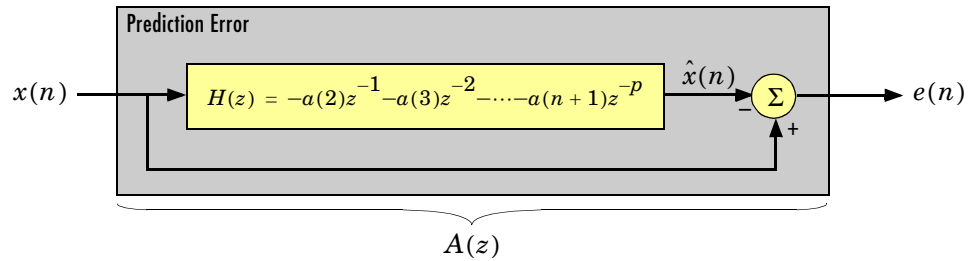 Prediction Error
x(n)
H(z) = −a(2)z^{−1}−a(3)z^{−2}−⋯−a(n+1)z^{−p}
x̂(n)
−
Σ
+
e(n)
A(z)